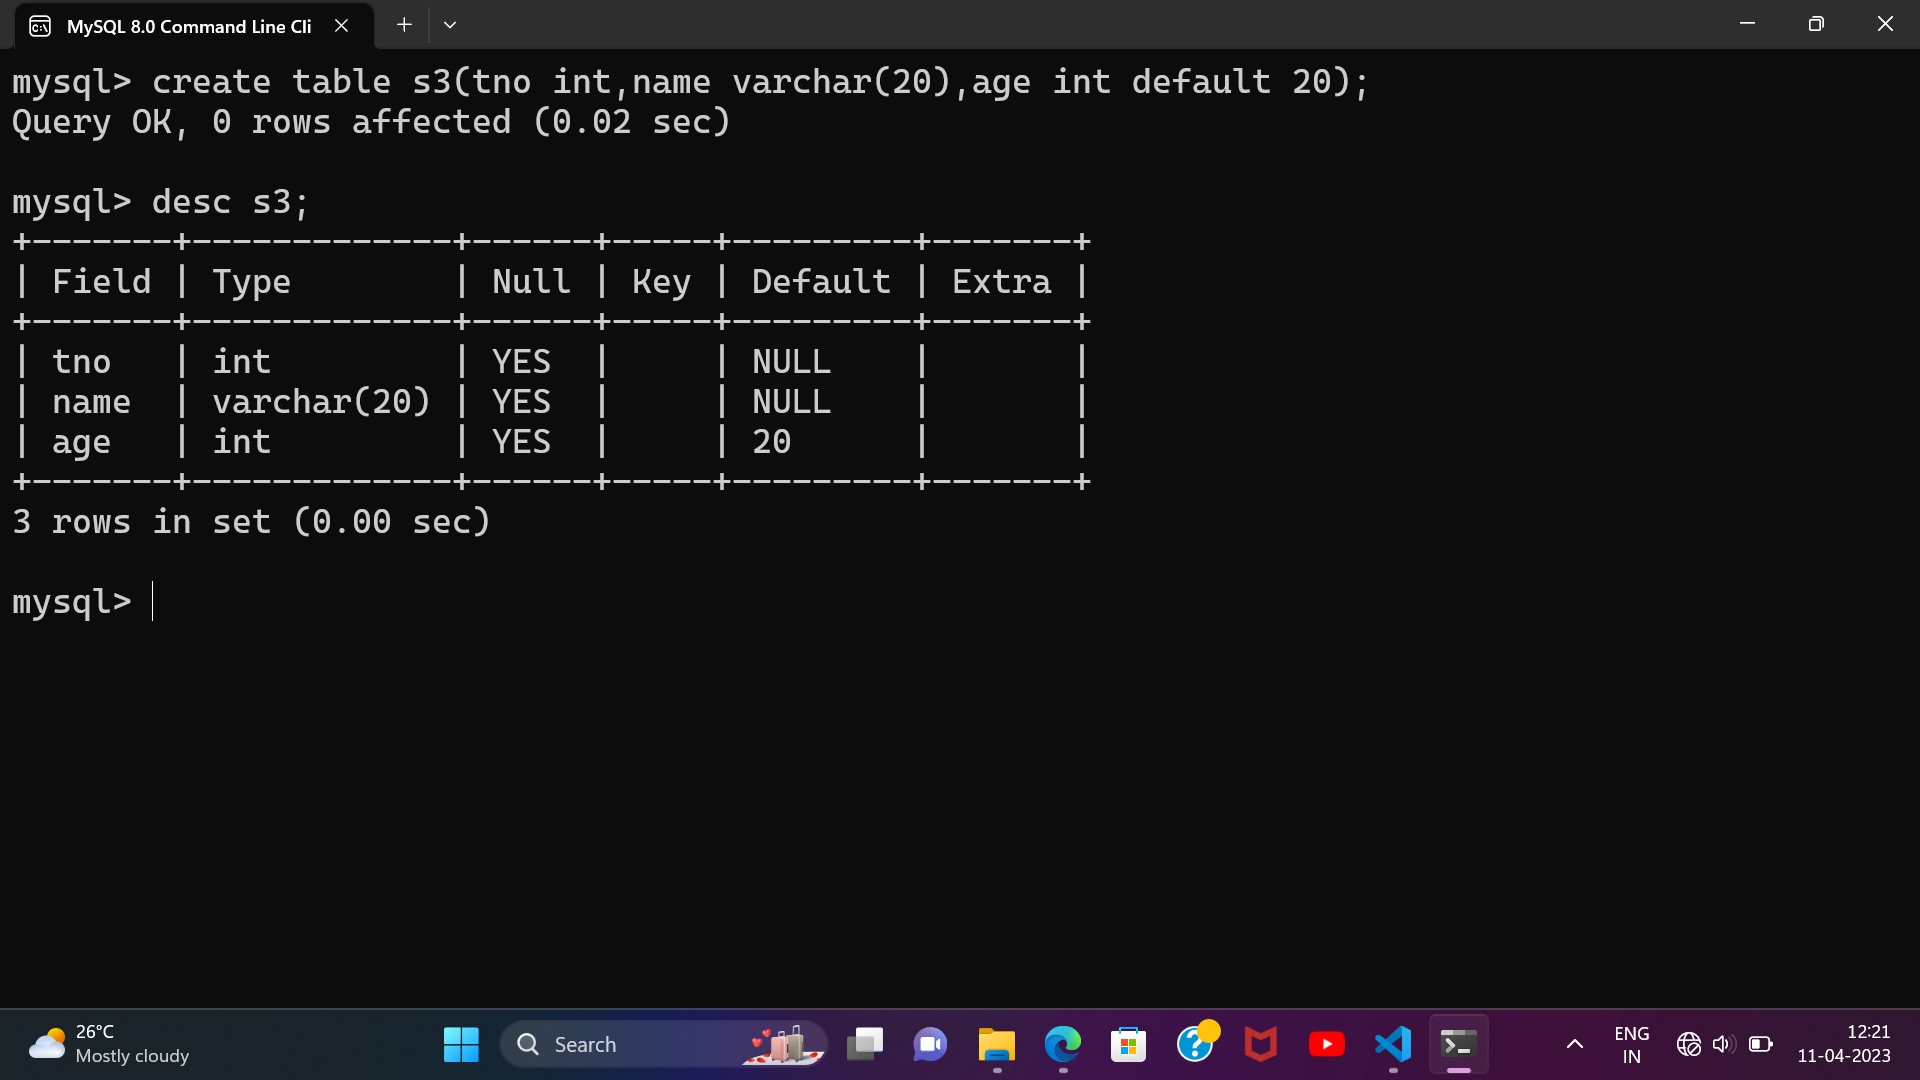 MySQL 8.0 Command Line Cli
mysql> create table s3(tno int,name varchar(20),age int default 20);
Query OK, 0 rows affected (0.02 sec)
mysql> desc s3;
+-------+-------------+------+-----+---------+-------+
| Field | Type        | Null | Key | Default | Extra |
+-------+-------------+------+-----+---------+-------+
| tno   | int         | YES  |     | NULL    |       |
| name  | varchar(20) | YES  |     | NULL    |       |
| age   | int         | YES  |     | 20      |       |
+-------+-------------+------+-----+---------+-------+
3 rows in set (0.00 sec)
mysql>
26°C
Mostly cloudy
Search
ENG
IN
12:21
11-04-2023